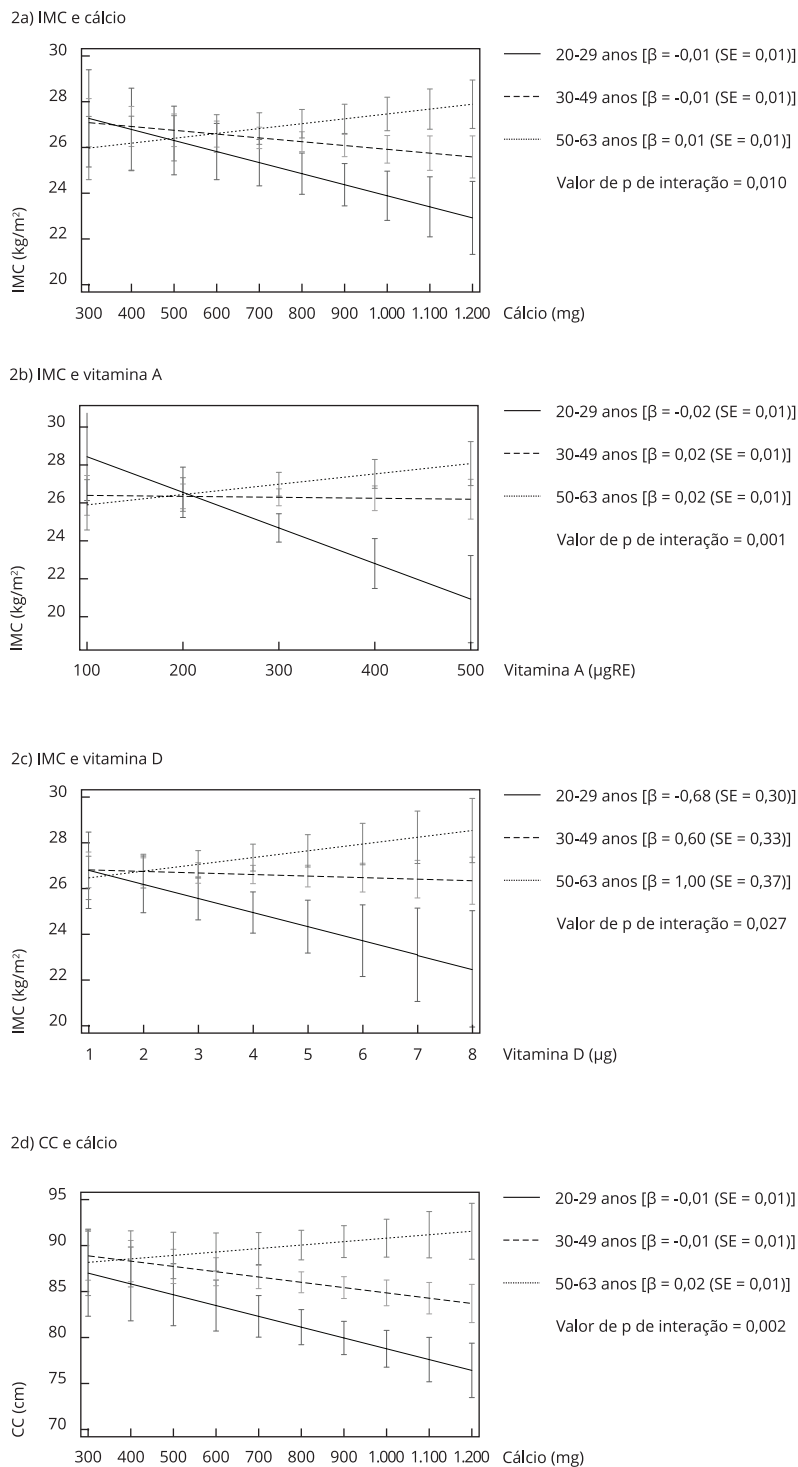 2a) IMC e cálcio
30
28
26
24
22
20
IMC (kg/m²)
300 400 500 600 700 800 900 1.000 1.100 1.200 Cálcio (mg)
20-29 anos [β = -0,01 (SE = 0,01)]
30-49 anos [β = -0,01 (SE = 0,01)]
50-63 anos [β = 0,01 (SE = 0,01)]
Valor de p de interação = 0,010
2b) IMC e vitamina A
30
28
26
24
22
20
IMC (kg/m²)
100 200 300 400 500 Vitamina A (μgRE)
20-29 anos [β = -0,02 (SE = 0,01)]
30-49 anos [β = 0,02 (SE = 0,01)]
50-63 anos [β = 0,02 (SE = 0,01)]
Valor de p de interação = 0,001
2c) IMC e vitamina D
30
28
26
24
22
20
IMC (kg/m²)
1 2 3 4 5 6 7 8 Vitamina D (μg)
20-29 anos [β = -0,68 (SE = 0,30)]
30-49 anos [β = 0,60 (SE = 0,33)]
50-63 anos [β = 1,00 (SE = 0,37)]
Valor de p de interação = 0,027
2d) CC e cálcio
95
90
85
80
75
70
CC (cm)
300 400 500 600 700 800 900 1.000 1.100 1.200 Cálcio (mg)
20-29 anos [β = -0,01 (SE = 0,01)]
30-49 anos [β = -0,01 (SE = 0,01)]
50-63 anos [β = 0,02 (SE = 0,01)]
Valor de p de interação = 0,002